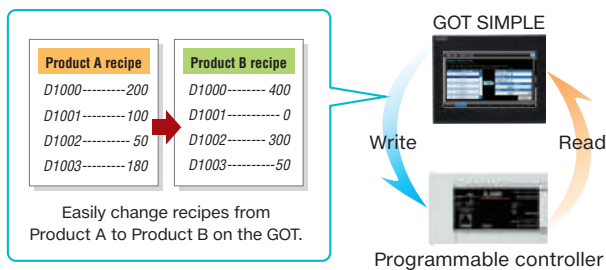 GOT SIMPLE
Product A recipe
D1000---------200
D1001---------100
D1002--------- 50
D1003---------180
Product B recipe
D1000-------- 400
D1001--------- 0
D1002-------- 300
D1003---------50
Easily change recipes from
Product A to Product B on the GOT.
Write
Read
Programmable controller